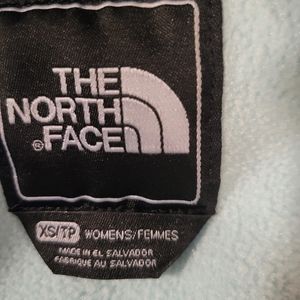 THE
NORTH
®FACE
XS/TP WOMENS/FEMMES
MADE IN EL SALVADOR
FABRIQUE AU SALVADOR